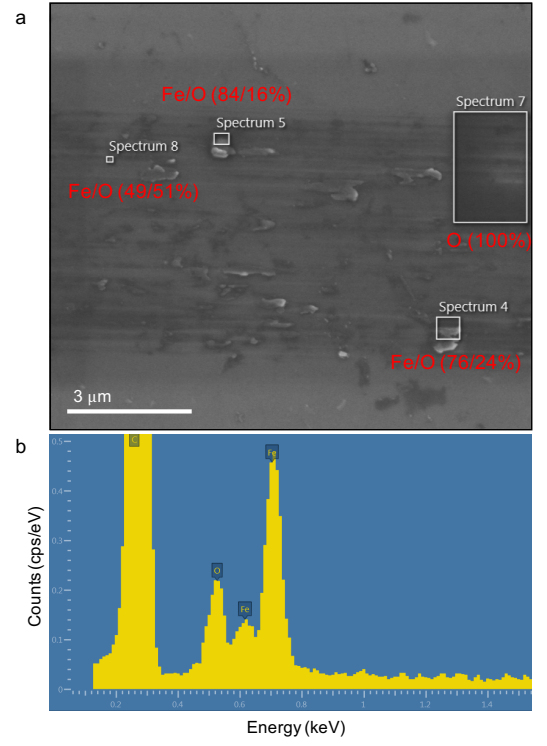 a
Fe/O (84/16%)
Spectrum 7
Spectrum 5
Spectrum 8
Fe/O (49/51%)
O (100%)
Spectrum 4
Fe/O (76/24%)
3 μm
b
C
0.5
Fe
0.4
0.3
O
0.2
Fe
0.1
0
Counts (cps/eV)
0.2 0.4 0.6 0.8 1 1.2 1.4
Energy (keV)